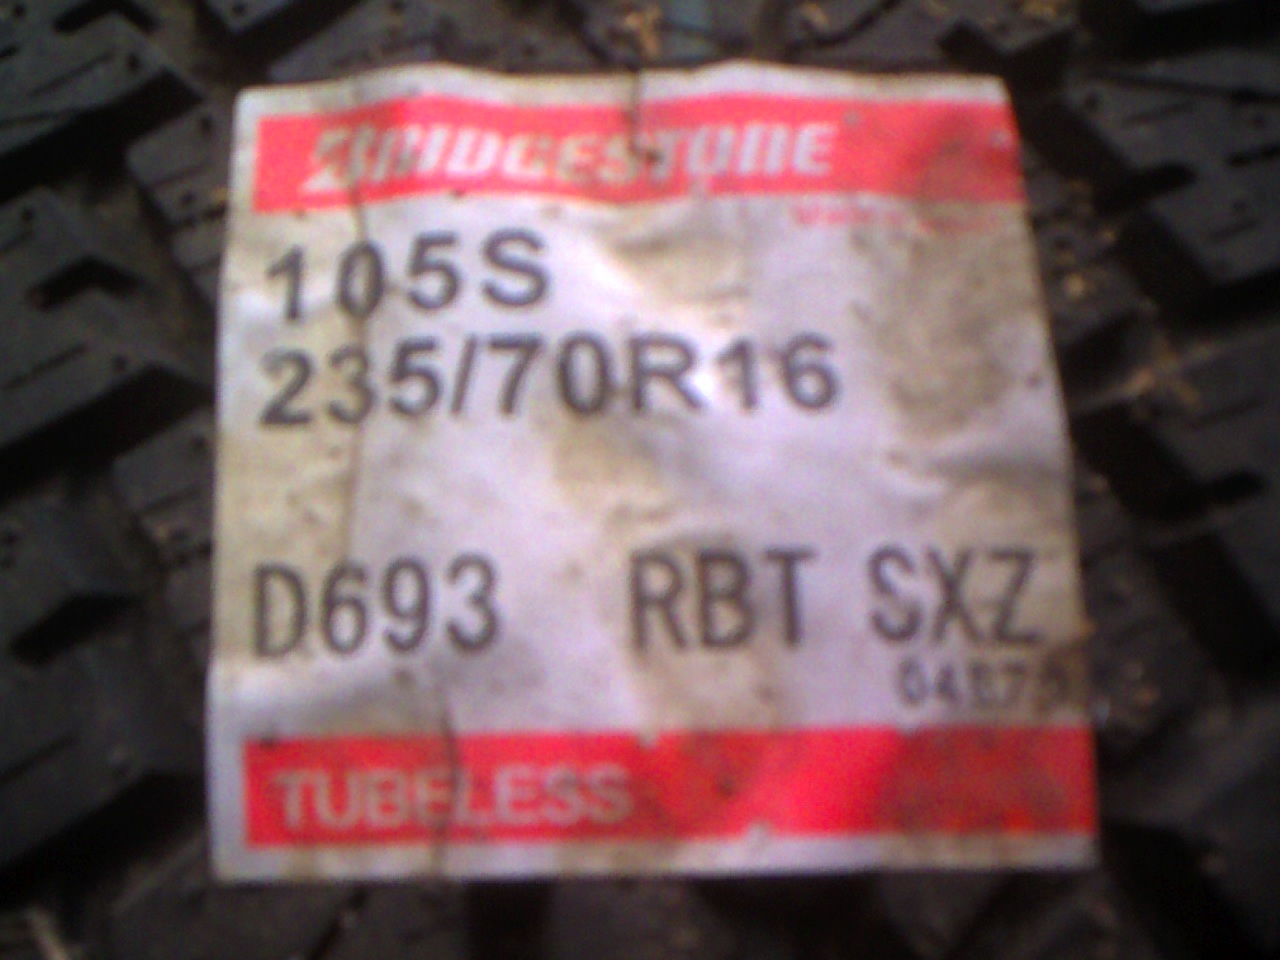 BRIDGESTONE
105S
235/70R16
D693 RBT SXZ
TUBELESS